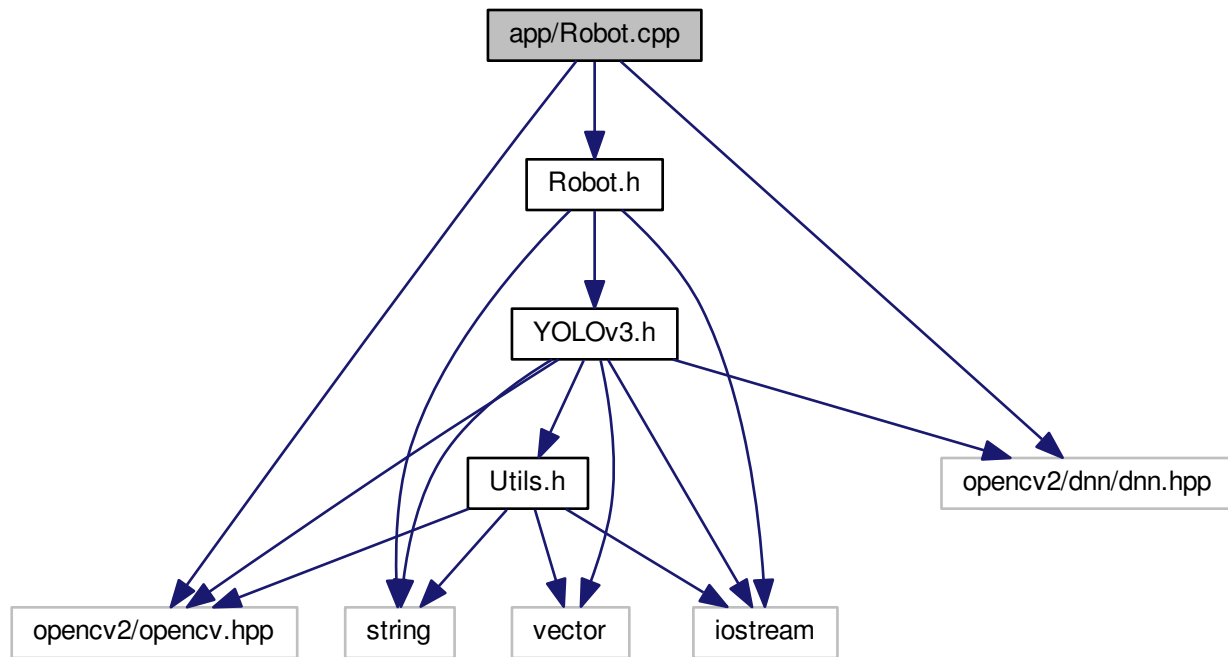 app/Robot.cpp
Robot.h
YOLOv3.h
Utils.h
opencv2/dnn/dnn.hpp
opencv2/opencv.hpp
string
vector
iostream